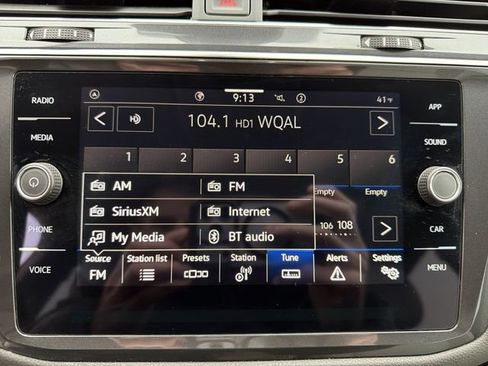 RADIO
MEDIA
PHONE
VOICE
9:13
2
41°F
104.1 HD1 WQAL
1 2 3 4 5 6
Empty Empty
AM FM
SiriusXM Internet
My Media BT audio
106 108
Source Station list Presets Station Tune Alerts Settings
FM
APP
SOUND
CAR
MENU